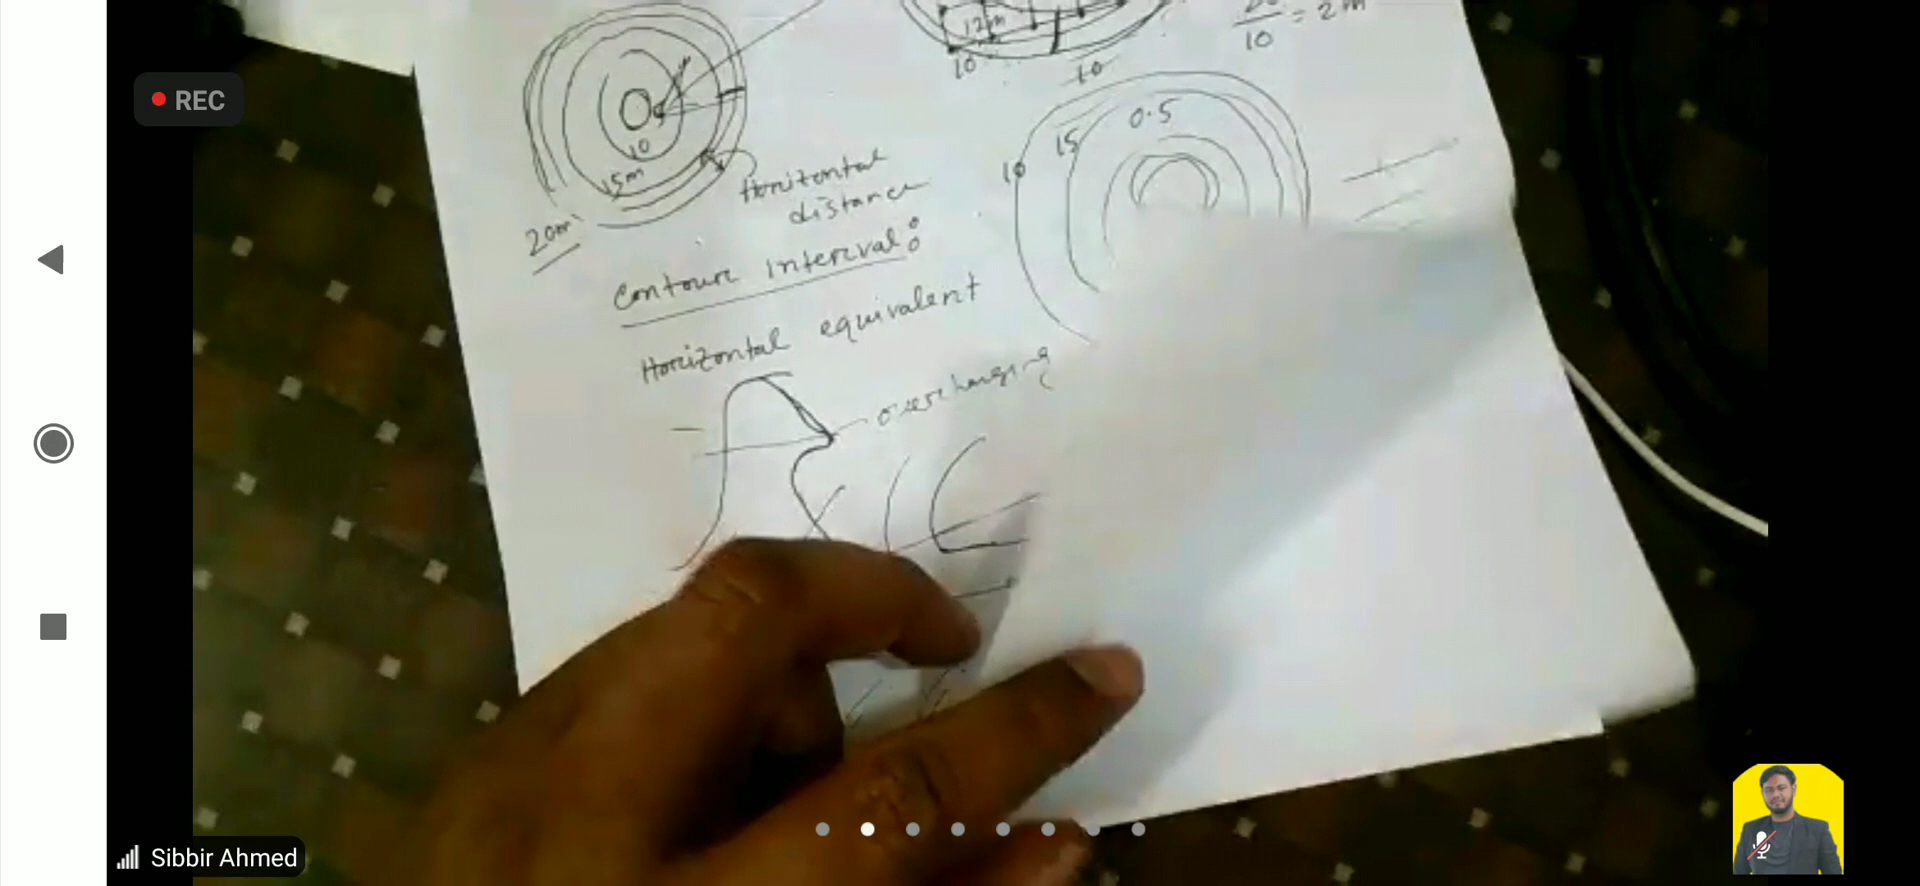 REC
12m
10
10
10
= 2m
10
15m
20m
Horizontal
distance
0.5
15
10
Contour interval:
Horizontal equivalent
overhanging
Sibbir Ahmed